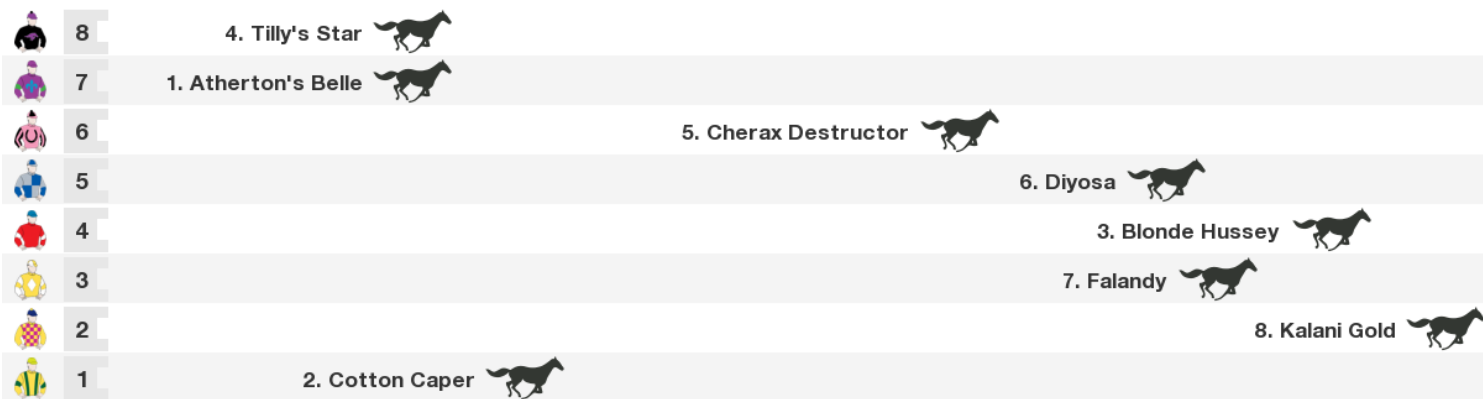 8 4. Tilly's Star
7 1. Atherton's Belle
6 5. Cherax Destructor
5 6. Diyosa
4 3. Blonde Hussey
3 7. Falandy
2 8. Kalani Gold
1 2. Cotton Caper